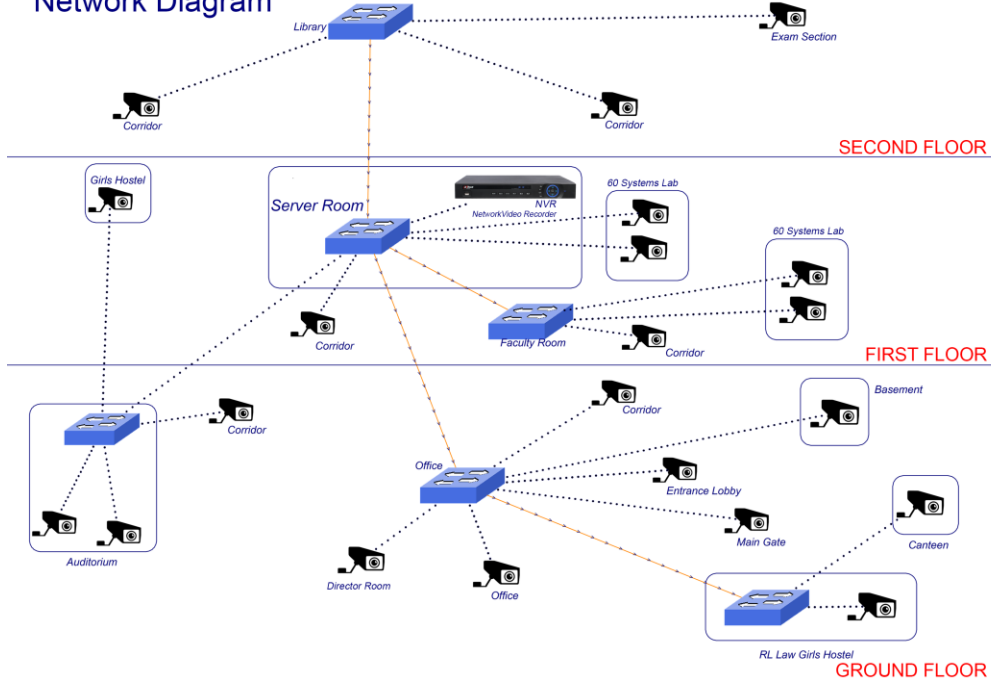 Network Diagram
Library
Exam Section
Corridor
Corridor
SECOND FLOOR
Girls Hostel
Server Room
NVR
NetworkVideo Recorder
60 Systems Lab
60 Systems Lab
Corridor
Faculty Room
Corridor
FIRST FLOOR
Corridor
Corridor
Basement
Office
Entrance Lobby
Main Gate
Canteen
Auditorium
Director Room
Office
RL Law Girls Hostel
GROUND FLOOR